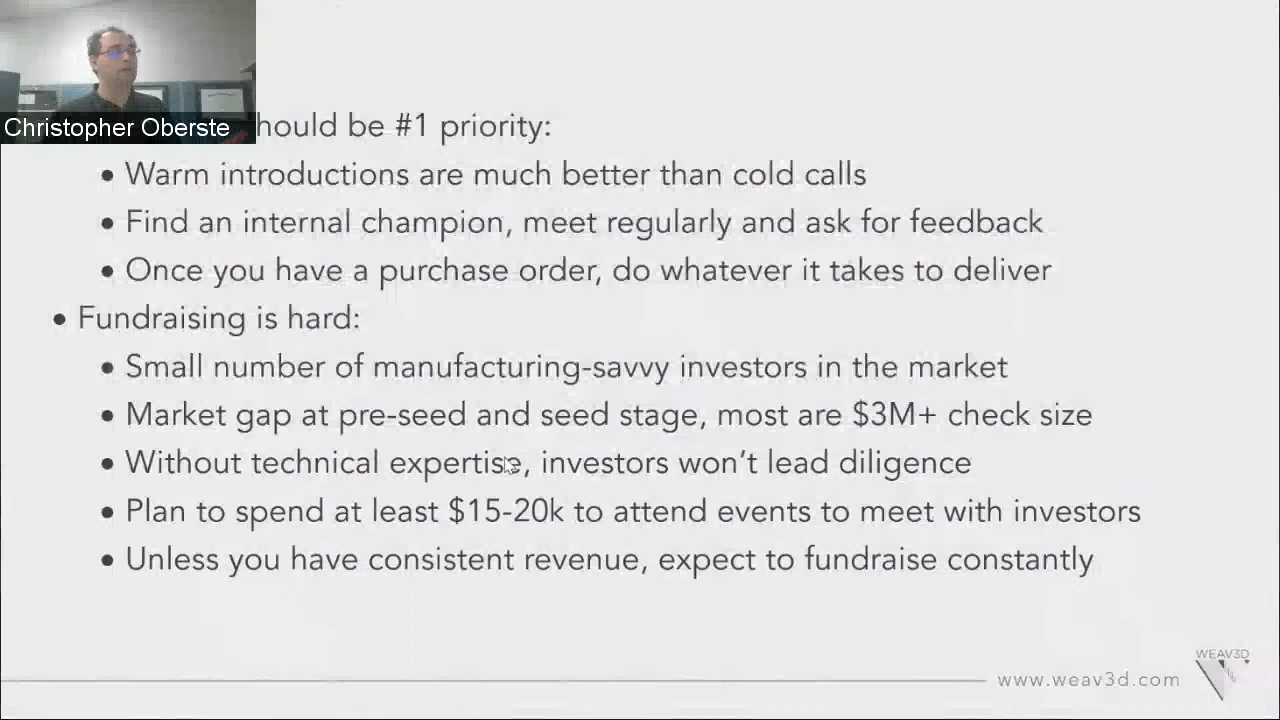 Christopher Oberste
hould be #1 priority:
• Warm introductions are much better than cold calls
• Find an internal champion, meet regularly and ask for feedback
• Once you have a purchase order, do whatever it takes to deliver
• Fundraising is hard:
• Small number of manufacturing-savvy investors in the market
• Market gap at pre-seed and seed stage, most are $3M+ check size
• Without technical expertise, investors won’t lead diligence
• Plan to spend at least $15-20k to attend events to meet with investors
• Unless you have consistent revenue, expect to fundraise constantly
www.weav3d.com
WEAV3D